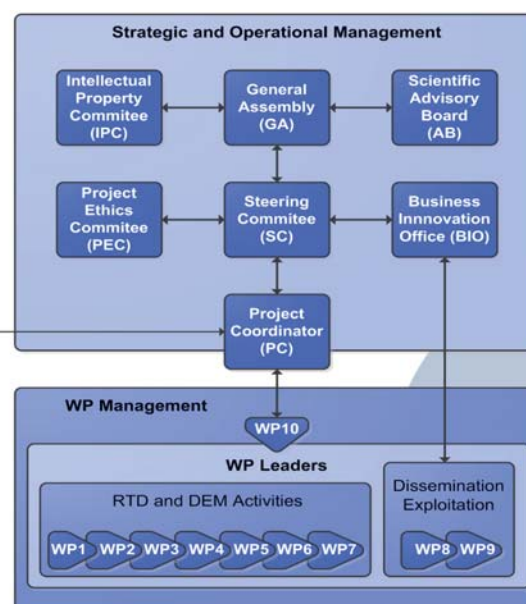 Strategic and Operational Management
Intellectual
Property
Commitee
(IPC)
General
Assembly
(GA)
Scientific
Advisory
Board
(AB)
Project
Ethics
Commitee
(PEC)
Steering
Commitee
(SC)
Business
Innnovation
Office (BIO)
Project
Coordinator
(PC)
WP Management
WP10
WP Leaders
RTD and DEM Activities
WP1 WP2 WP3 WP4 WP5 WP6 WP7
Dissemination
Exploitation
WP8 WP9